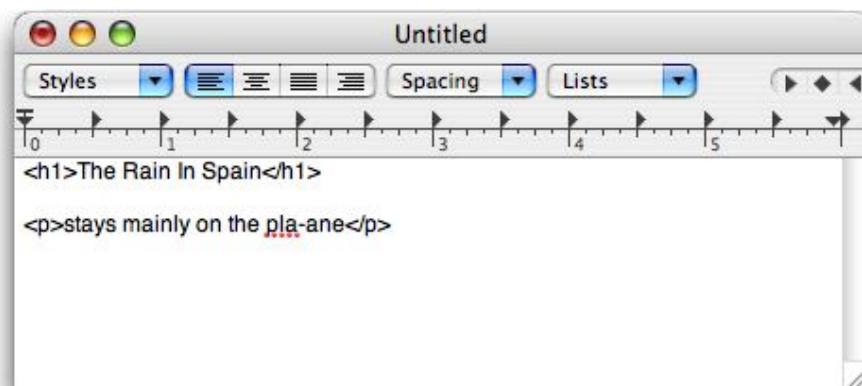 Untitled
Styles Spacing Lists
0 1 2 3 4 5
<h1>The Rain In Spain</h1>
<p>stays mainly on the pla-ane</p>